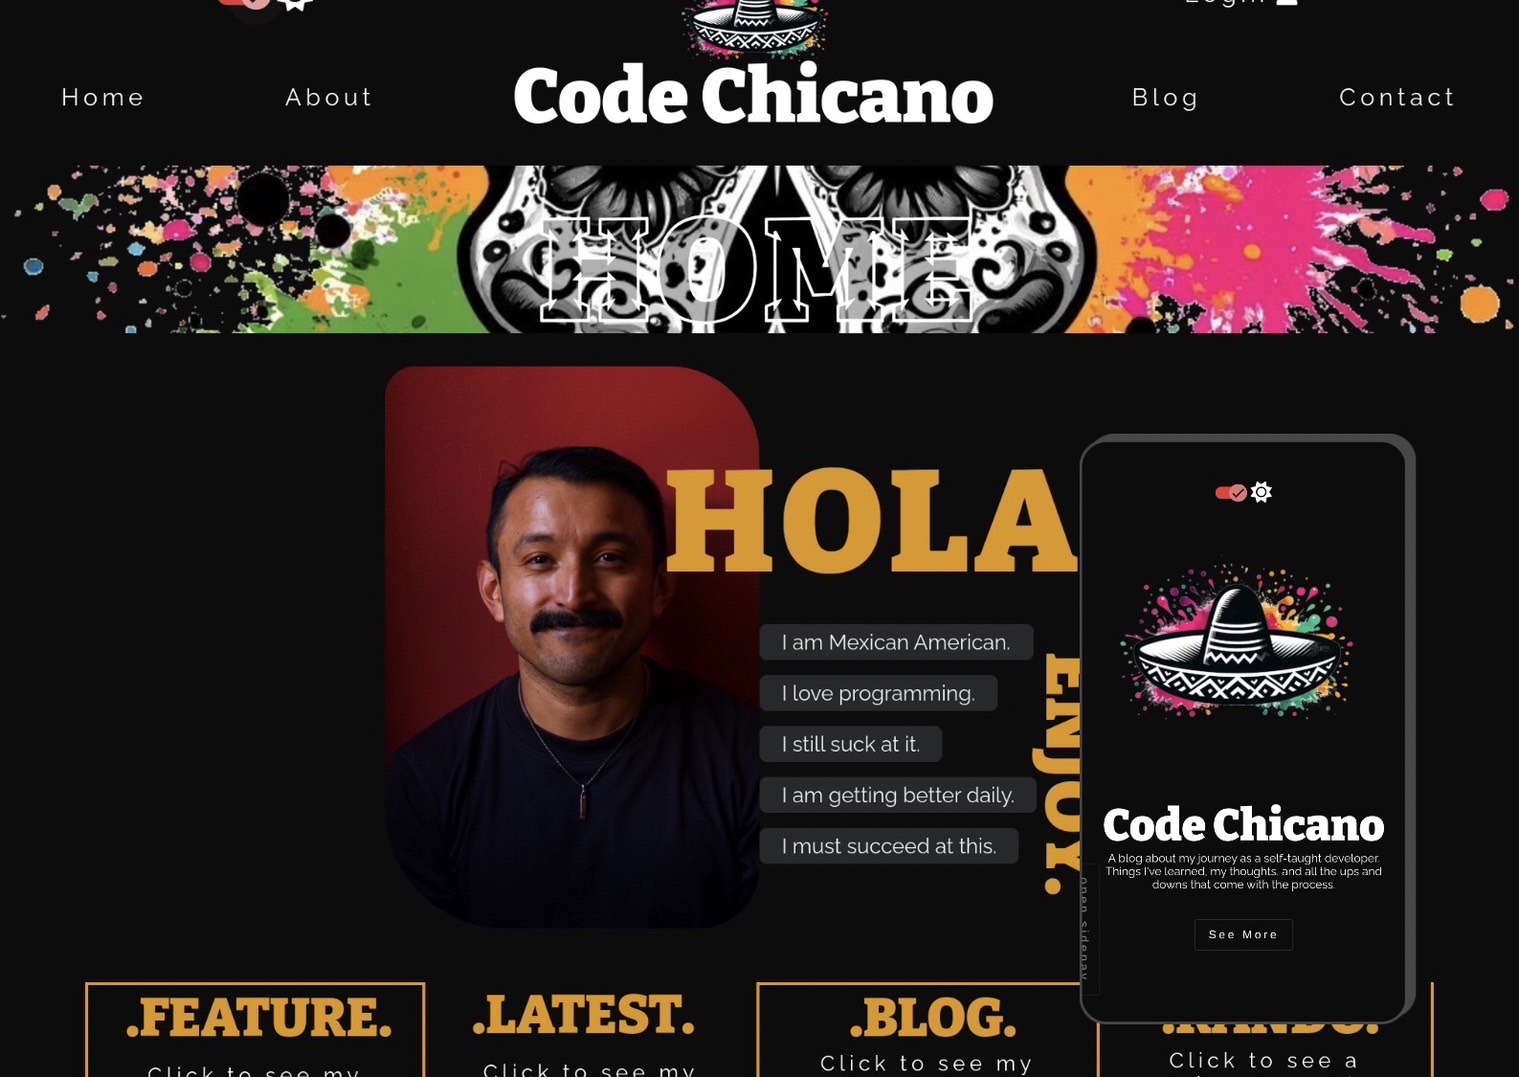 Login
Home
About
Code Chicano
Blog
Contact
HOME
HOLA
I am Mexican American.
I love programming.
I still suck at it.
I am getting better daily.
I must succeed at this.
ENJOY.
Code Chicano
A blog about my journey as a self-taught developer.
Things I've learned, my thoughts, and all the ups and
downs that come with the process.
open sidenav
See More
.FEATURE.
Click to see my
.LATEST.
Click to see my
.BLOG.
Click to see my
.RANDO.
Click to see a